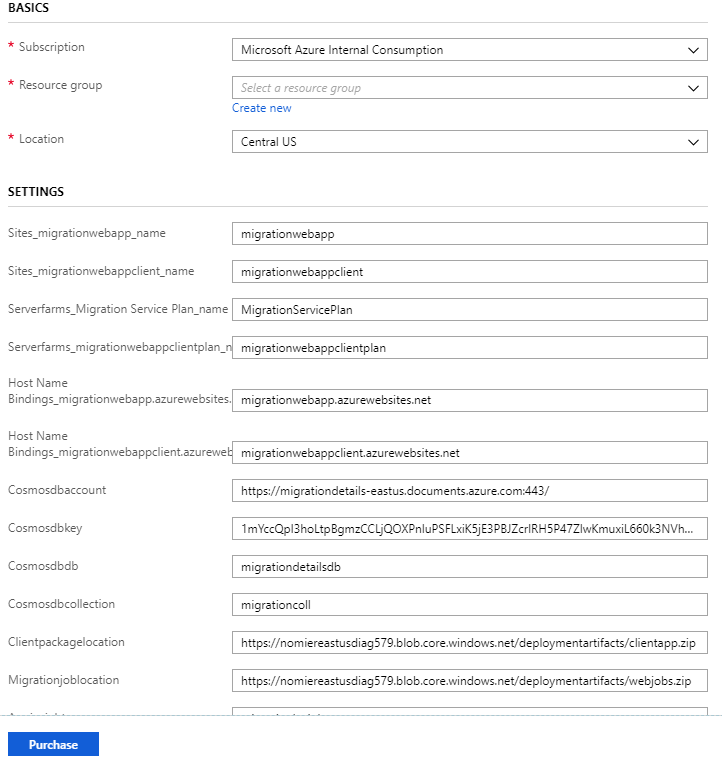 BASICS
* Subscription
Microsoft Azure Internal Consumption
* Resource group
Select a resource group
Create new
* Location
Central US
SETTINGS
Sites_migrationwebapp_name
migrationwebapp
Sites_migrationwebappclient_name
migrationwebappclient
Serverfarms_Migration Service Plan_name
MigrationServicePlan
Serverfarms_migrationwebappclientplan_n
migrationwebappclientplan
Host Name
Bindings_migrationwebapp.azurewebsites.
migrationwebapp.azurewebsites.net
Host Name
Bindings_migrationwebappclient.azureweb
migrationwebappclient.azurewebsites.net
Cosmosdbaccount
https://migrationdetails-eastus.documents.azure.com:443/
Cosmosdbkey
Cosmosdbdb
migrationdetailsdb
Cosmosdbcollection
migrationcoll
Clientpackagelocation
https://nomiereastusdiag579.blob.core.windows.net/deploymentartifacts/clientapp.zip
Migrationjoblocation
https://nomiereastusdiag579.blob.core.windows.net/deploymentartifacts/webjobs.zip
Purchase